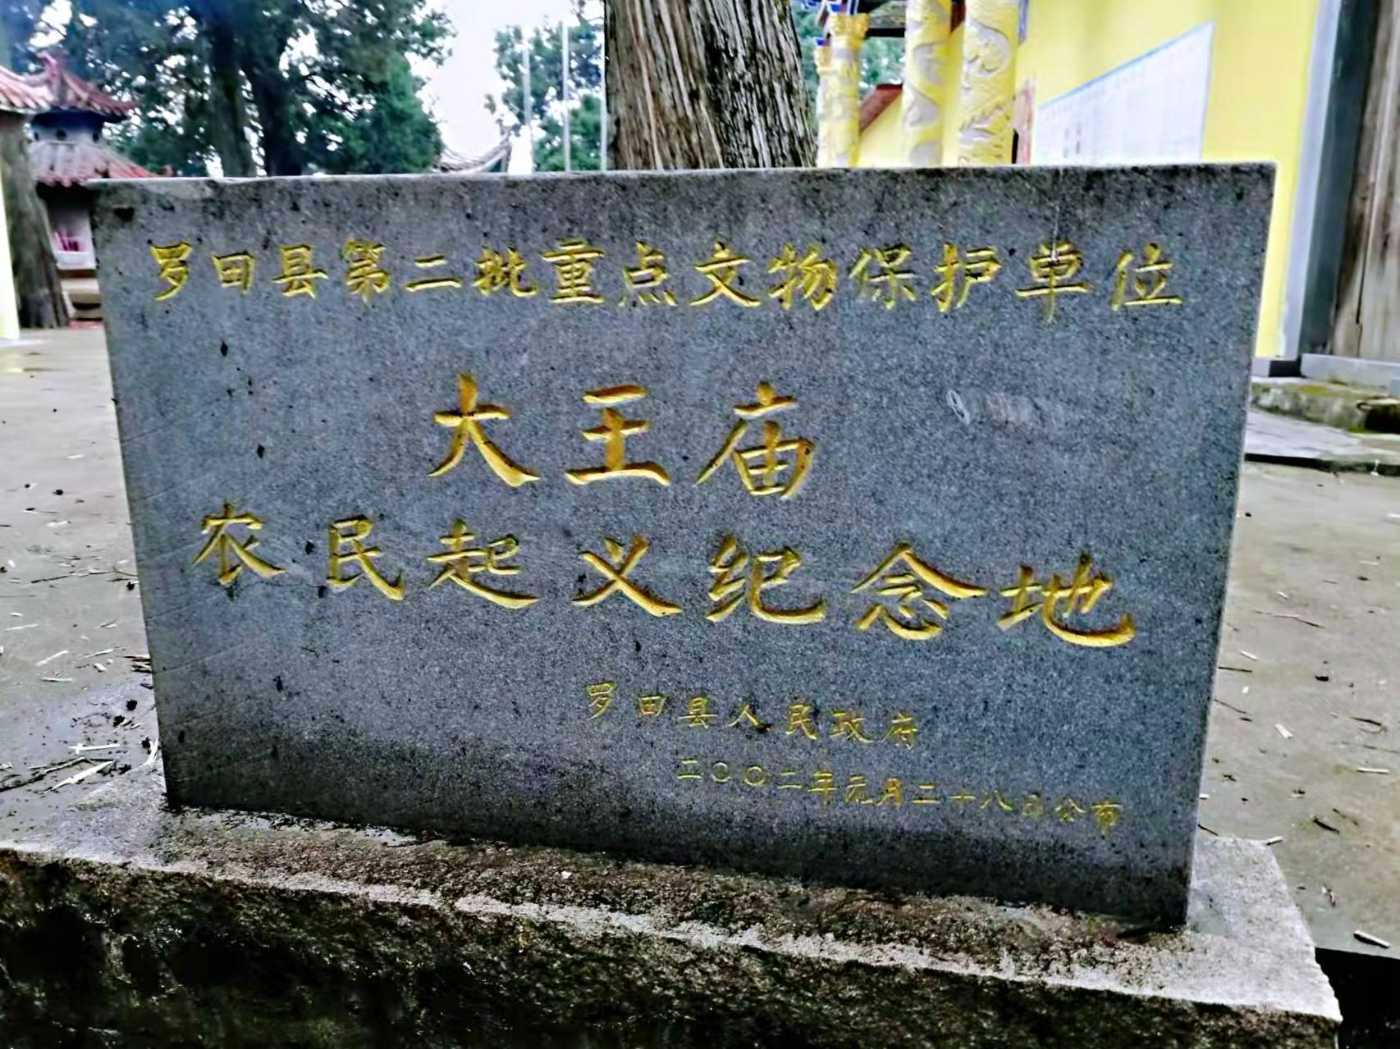 罗田县第二批重点文物保护单位
大王庙
农民起义纪念地
罗田县人民政府
二〇〇二年元月二十八日公布